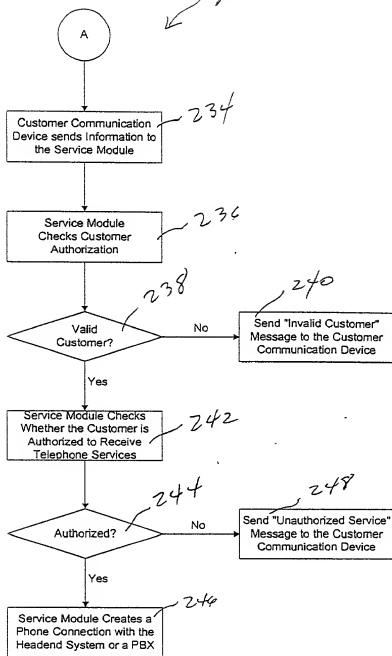 A
Customer Communication
Device sends Information to
the Service Module
234
Service Module
Checks Customer
Authorization
236
238
Valid
Customer?
No
240
Send "Invalid Customer"
Message to the Customer
Communication Device
Yes
Service Module Checks
Whether the Customer is
Authorized to Receive
Telephone Services
242
244
Authorized?
No
248
Send "Unauthorized Service"
Message to the Customer
Communication Device
Yes
246
Service Module Creates a
Phone Connection with the
Headend System or a PBX